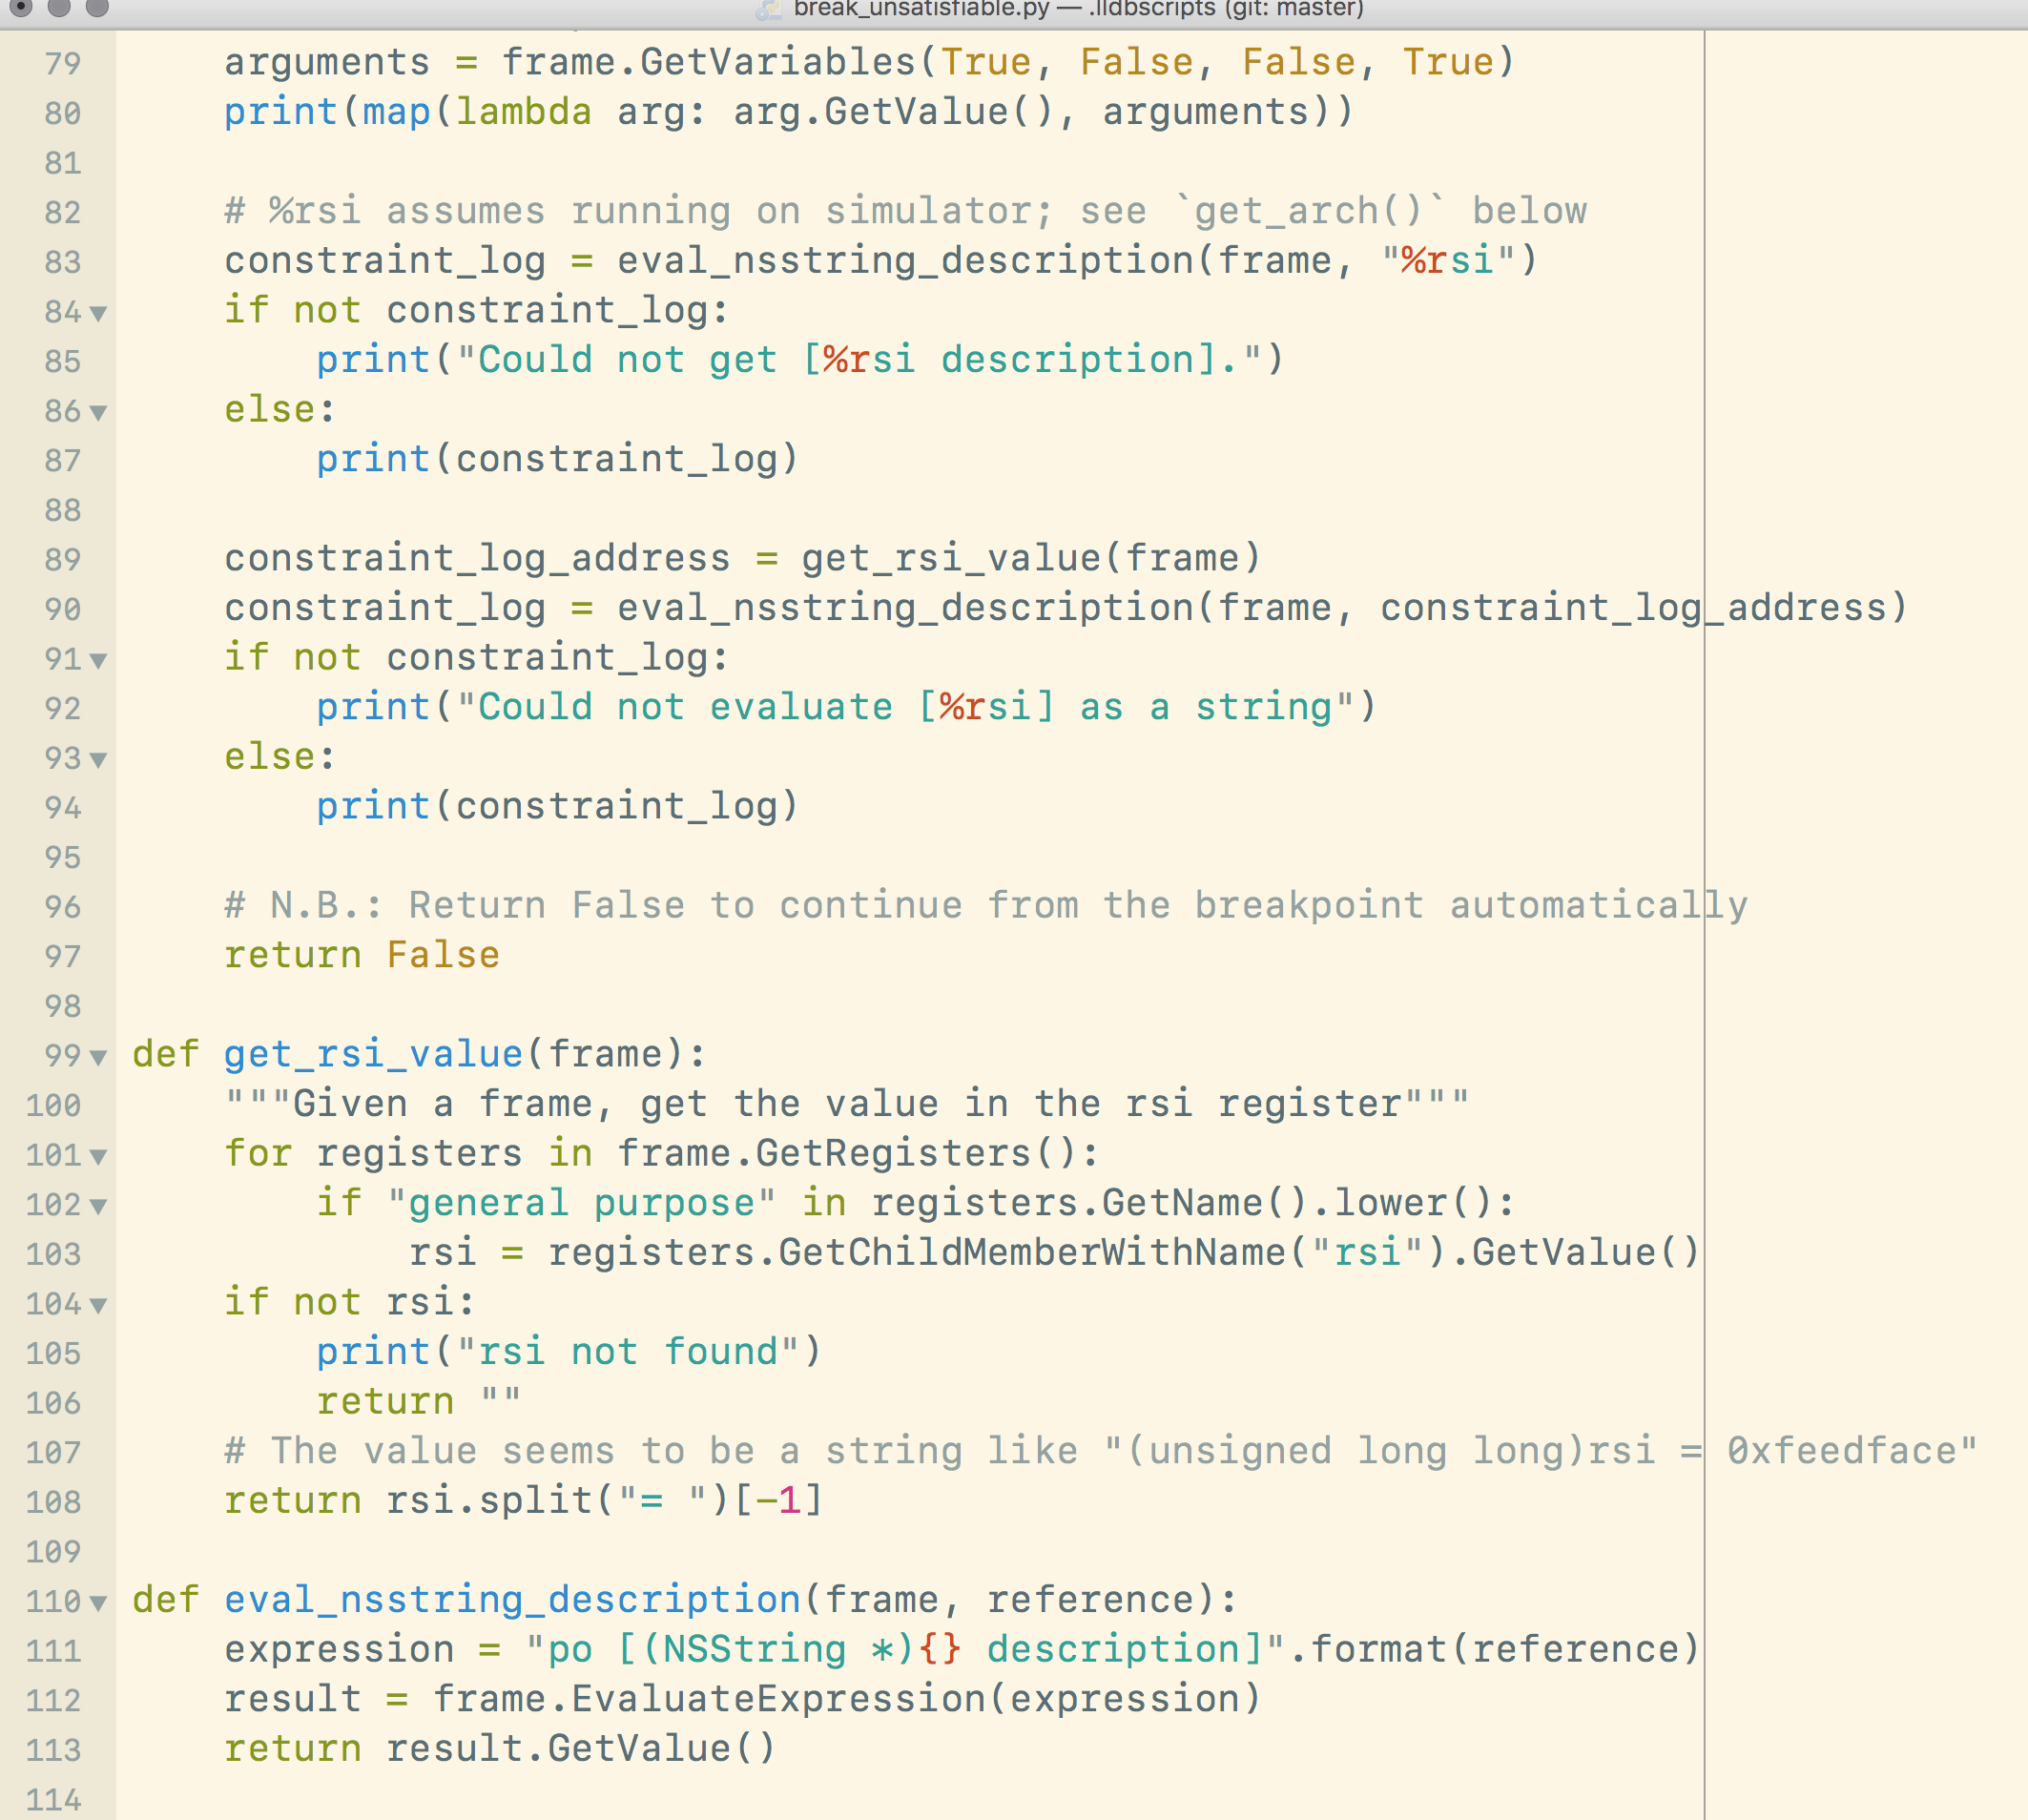 break_unsatisfiable.py — .lldbscripts (git: master)
79     arguments = frame.GetVariables(True, False, False, True)
80     print(map(lambda arg: arg.GetValue(), arguments))
81
82     # %rsi assumes running on simulator; see `get_arch()` below
83     constraint_log = eval_nsstring_description(frame, "%rsi")
84     if not constraint_log:
85         print("Could not get [%rsi description].")
86     else:
87         print(constraint_log)
88
89     constraint_log_address = get_rsi_value(frame)
90     constraint_log = eval_nsstring_description(frame, constraint_log_address)
91     if not constraint_log:
92         print("Could not evaluate [%rsi] as a string")
93     else:
94         print(constraint_log)
95
96     # N.B.: Return False to continue from the breakpoint automatically
97     return False
98
99 def get_rsi_value(frame):
100     """Given a frame, get the value in the rsi register"""
101     for registers in frame.GetRegisters():
102         if "general purpose" in registers.GetName().lower():
103             rsi = registers.GetChildMemberWithName("rsi").GetValue()
104     if not rsi:
105         print("rsi not found")
106         return ""
107     # The value seems to be a string like "(unsigned long long)rsi = 0xfeedface"
108     return rsi.split("= ")[-1]
109
110 def eval_nsstring_description(frame, reference):
111     expression = "po [(NSString *){} description]".format(reference)
112     result = frame.EvaluateExpression(expression)
113     return result.GetValue()
114